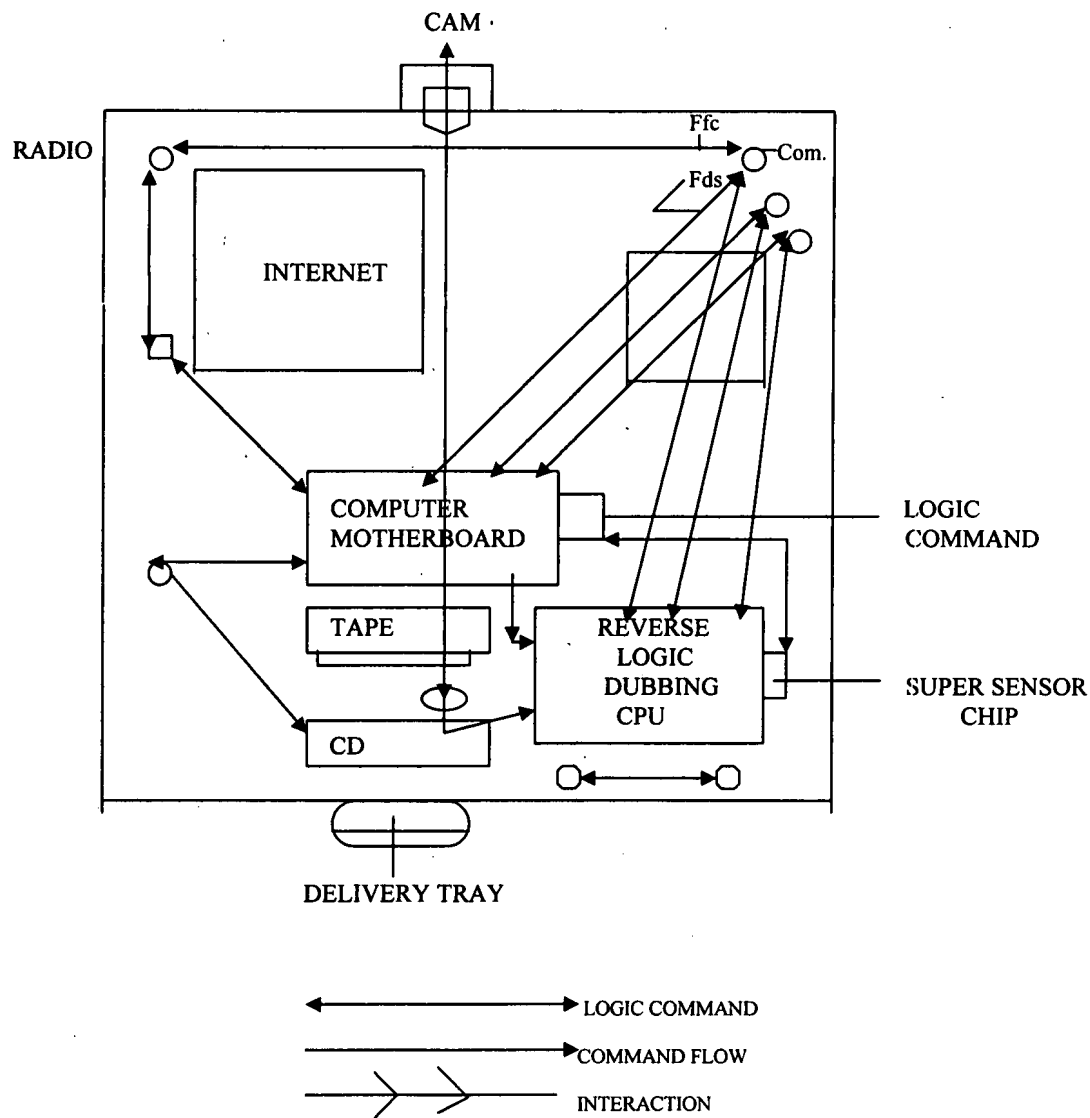 CAM
RADIO
Ffc
Com.
Fds
INTERNET
COMPUTER
MOTHERBOARD
LOGIC
COMMAND
TAPE
REVERSE
LOGIC
DUBBING
CPU
SUPER SENSOR
CHIP
CD
DELIVERY TRAY
LOGIC COMMAND
COMMAND FLOW
INTERACTION